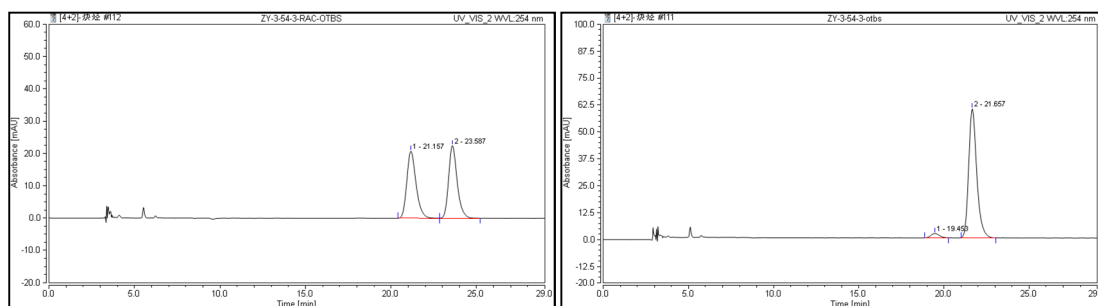 [4+2]-炔烃 #112 ZY-3-54-3-RAC-OTBS UV_VIS_2 WVL:254 nm
60.0
50.0
40.0
30.0
20.0
10.0
0.0
-10.0
-20.0
Absorbance [mAU]
1 - 21.157
2 - 23.587
0.0 5.0 10.0 15.0 20.0 25.0 29.0
Time [min]
[4+2]-炔烃 #111 ZY-3-54-3-otbs UV_VIS_2 WVL:254 nm
100.0
87.5
75.0
62.5
50.0
37.5
25.0
12.5
0.0
-12.5
-20.0
Absorbance [mAU]
1 - 19.453
2 - 21.657
0.0 5.0 10.0 15.0 20.0 25.0 29.0
Time [min]